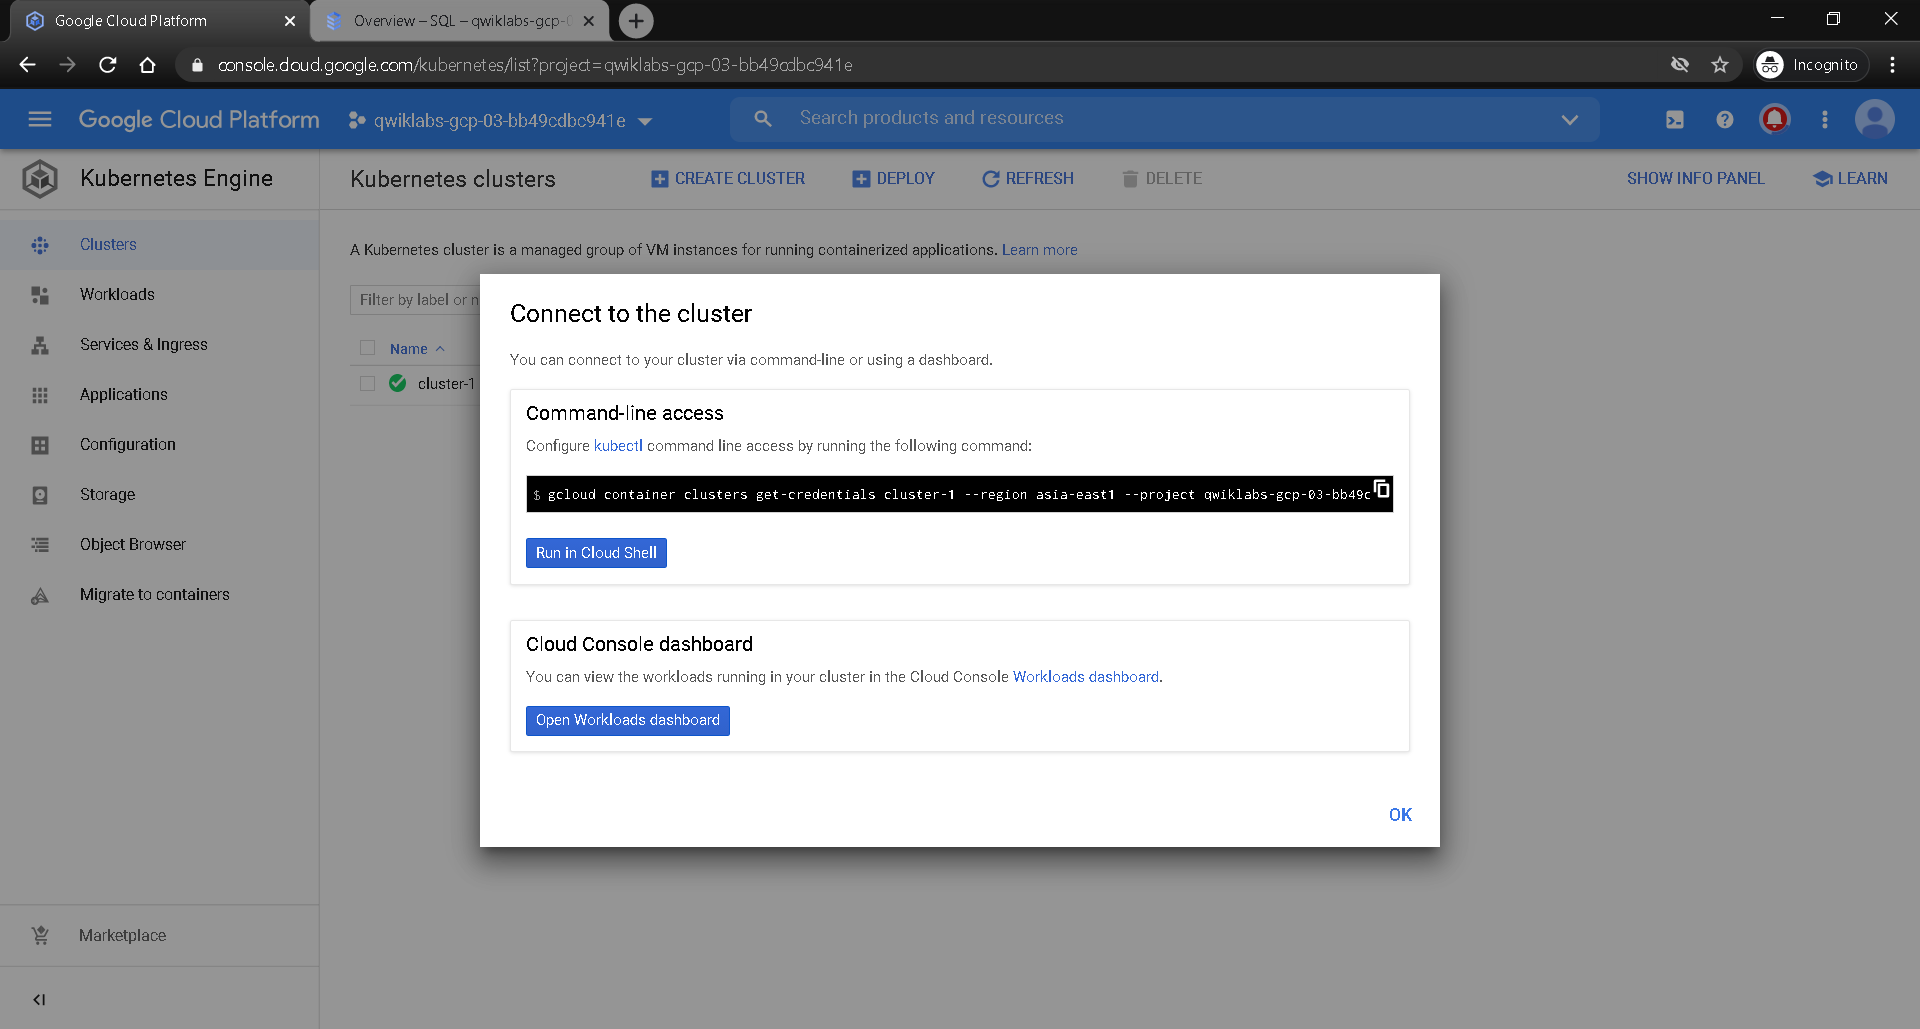 Google Cloud Platform
Overview – SQL – qwiklabs-gcp-0
console.cloud.google.com/kubernetes/list?project=qwiklabs-gcp-03-bb49cdbc941e
Incognito
Google Cloud Platform
qwiklabs-gcp-03-bb49cdbc941e
Search products and resources
Kubernetes Engine
Kubernetes clusters
CREATE CLUSTER
DEPLOY
REFRESH
DELETE
SHOW INFO PANEL
LEARN
Clusters
Workloads
Services & Ingress
Applications
Configuration
Storage
Object Browser
Migrate to containers
Marketplace
A Kubernetes cluster is a managed group of VM instances for running containerized applications. Learn more
Filter by label or n
Name
cluster-1
Connect to the cluster
You can connect to your cluster via command-line or using a dashboard.
Command-line access
Configure kubectl command line access by running the following command:
$ gcloud container clusters get-credentials cluster-1 --region asia-east1 --project qwiklabs-gcp-03-bb49c
Run in Cloud Shell
Cloud Console dashboard
You can view the workloads running in your cluster in the Cloud Console Workloads dashboard.
Open Workloads dashboard
OK